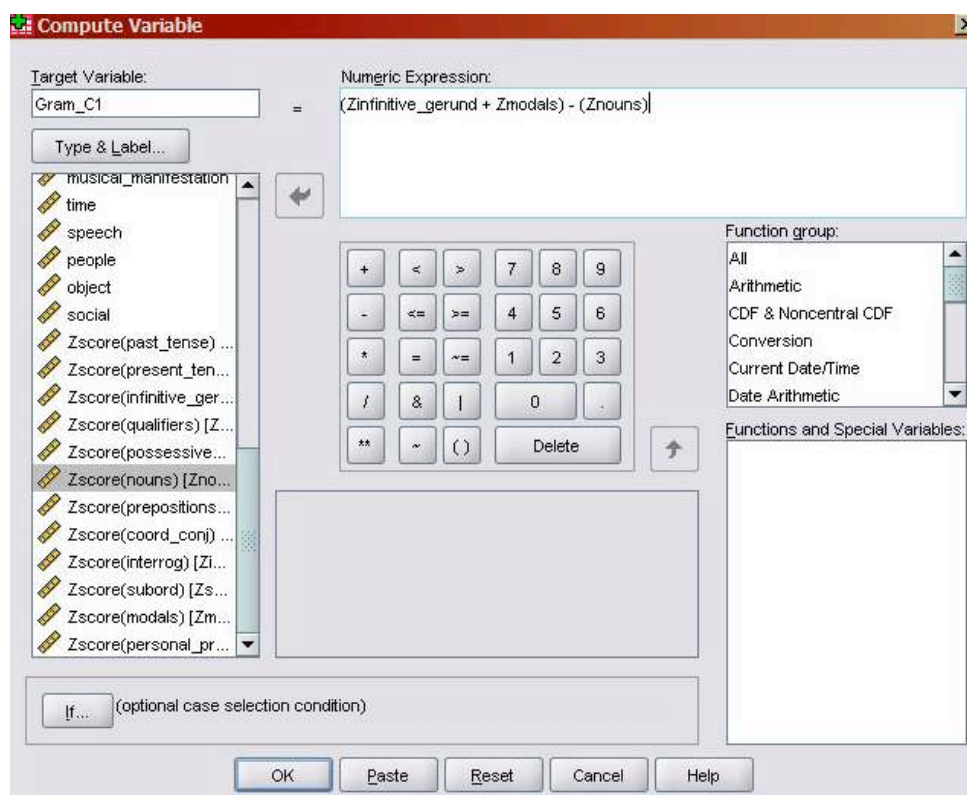 Compute Variable
Target Variable:
Gram_C1
=
Numeric Expression:
(Zinfinitive_gerund + Zmodals) - (Znouns)
Type & Label...
musical_manifestation
time
speech
people
object
social
Zscore(past_tense) ...
Zscore(present_ten...
Zscore(infinitive_ger...
Zscore(qualifiers) [Z...
Zscore(possessive...
Zscore(nouns) [Zno...
Zscore(prepositions...
Zscore(coord_conj) ...
Zscore(interrog) [Zi...
Zscore(subord) [Zs...
Zscore(modals) [Zm...
Zscore(personal_pr...
+ < > 7 8 9
- <= >= 4 5 6
* = ~= 1 2 3
/ & | 0 .
** ~ ( ) Delete
Function group:
All
Arithmetic
CDF & Noncentral CDF
Conversion
Current Date/Time
Date Arithmetic
Functions and Special Variables:
If... (optional case selection condition)
OK Paste Reset Cancel Help